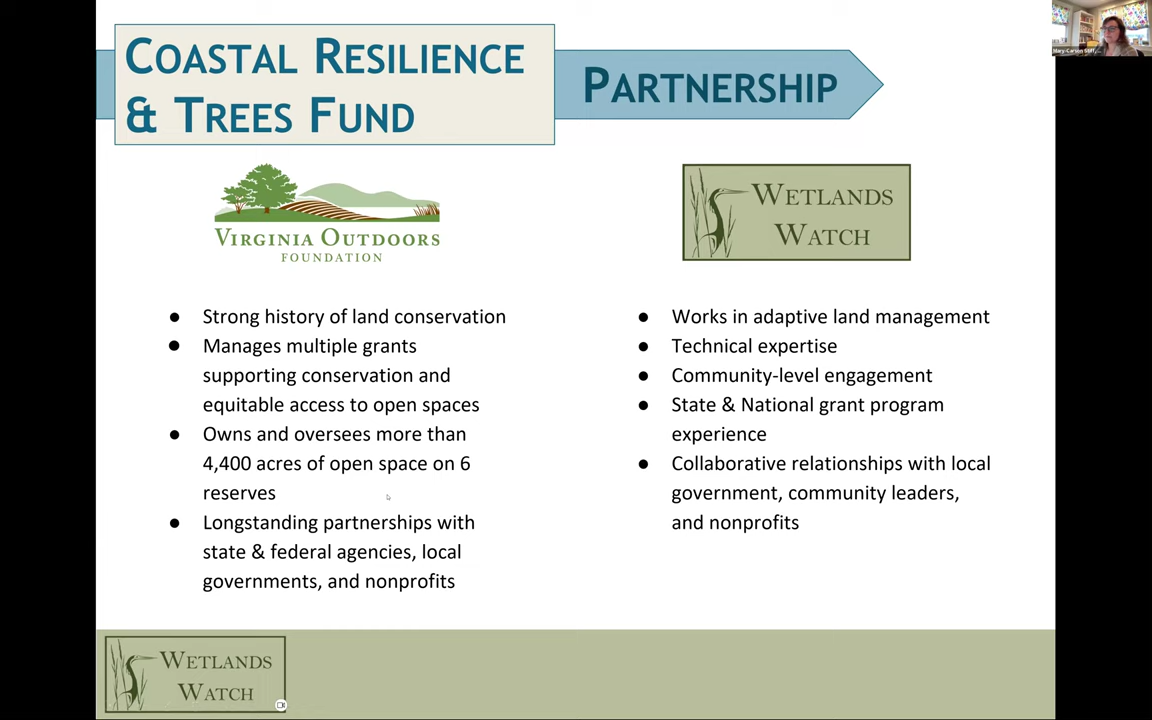 COASTAL RESILIENCE
& TREES FUND
PARTNERSHIP
VIRGINIA OUTDOORS
FOUNDATION
WETLANDS
WATCH
● Strong history of land conservation
● Manages multiple grants
supporting conservation and
equitable access to open spaces
● Owns and oversees more than
4,400 acres of open space on 6
reserves
● Longstanding partnerships with
state & federal agencies, local
governments, and nonprofits
● Works in adaptive land management
● Technical expertise
● Community-level engagement
● State & National grant program
experience
● Collaborative relationships with local
government, community leaders,
and nonprofits
WETLANDS
WATCH
Mary-Carson Stiff,